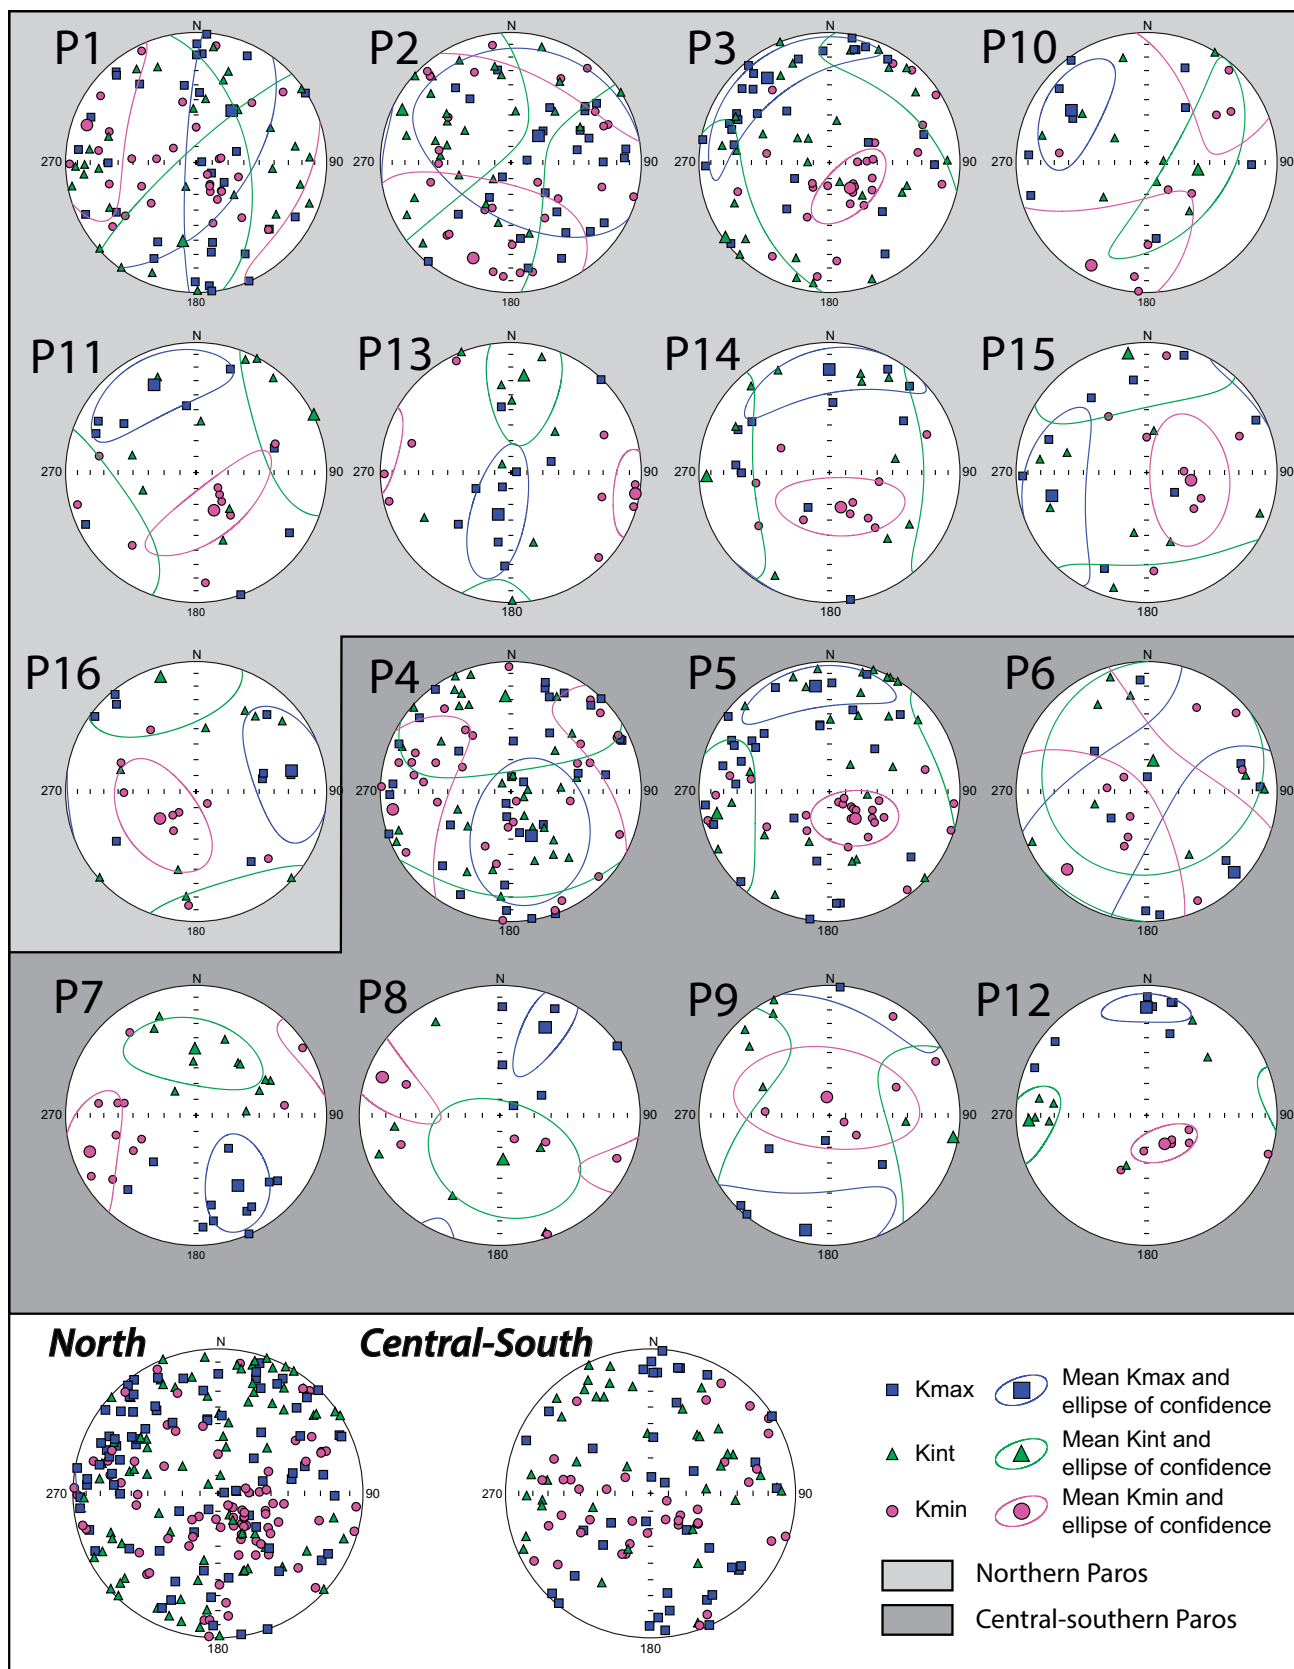 P1 N 270 180
P2 N 270 180
P3 N 270 90 180
P10 N 270 90 180
P11 N 270 90 180
P13 N 270 90 180
P14 N 270 90 180
P15 N 270 90 180
P16 N 270 90 180
P4 N 270 90 180
P5 N 270 90 180
P6 N 270 90 180
P7 N 270 90 180
P8 N 270 90 180
P9 N 270 90 180
P12 N 270 90 180
North N 270 90 180
Central-South N 270 90 180
Kmax
Mean Kmax and
ellipse of confidence
Kint
Mean Kint and
ellipse of confidence
Kmin
Mean Kmin and
ellipse of confidence
Northern Paros
Central-southern Paros